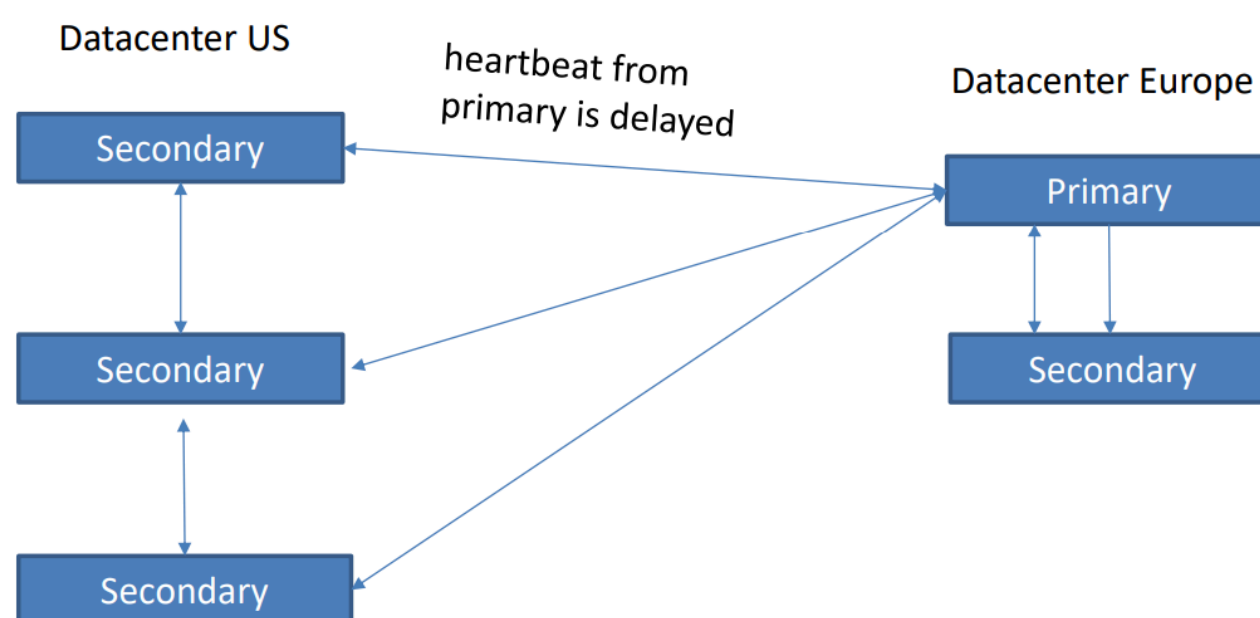 Datacenter US
heartbeat from
primary is delayed
Datacenter Europe
Secondary
Primary
Secondary
Secondary
Secondary